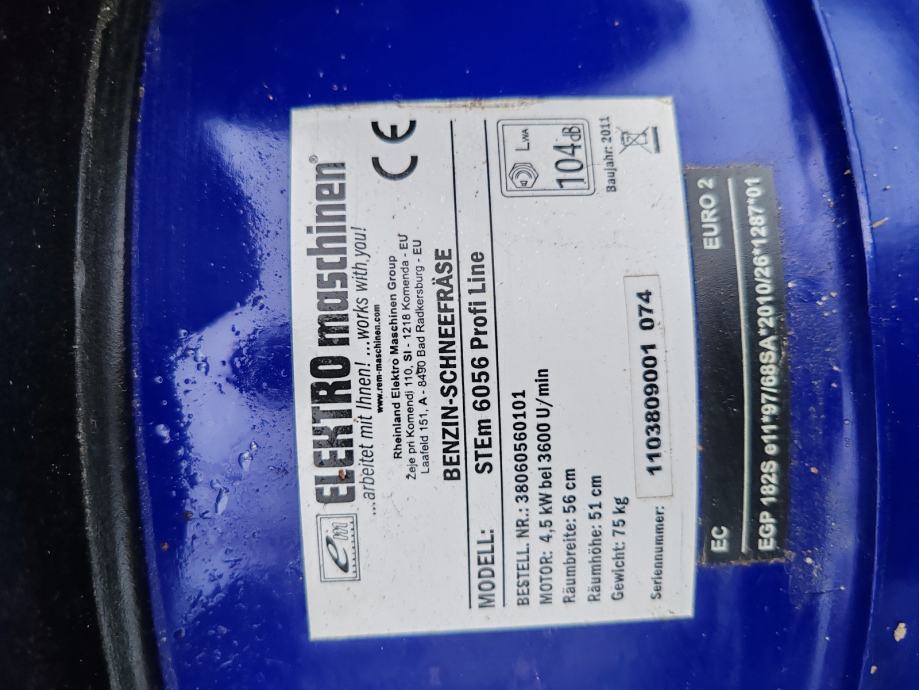 em ELEKTRO maschinen®
...arbeitet mit Ihnen! ...works with you!
www.rem-maschinen.com
Rheinland Elektro Maschinen Group
Žeje pri Komendi 110, SI - 1218 Komenda - EU
Laafeld 151, A - 8490 Bad Radkersburg - EU
CE
BENZIN-SCHNEEFRÄSE
MODELL: STEm 6056 Profi Line
BESTELL. NR.: 38060560101
MOTOR: 4,5 kW bei 3600 U/min
Räumbreite: 56 cm
Räumhöhe: 51 cm
Gewicht: 75 kg
LWA
104dB
Baujahr: 2011
Seriennummer: 1103809001 074
EC EURO 2
EGP 182S e11*97/68SA*2010/26*1287*01